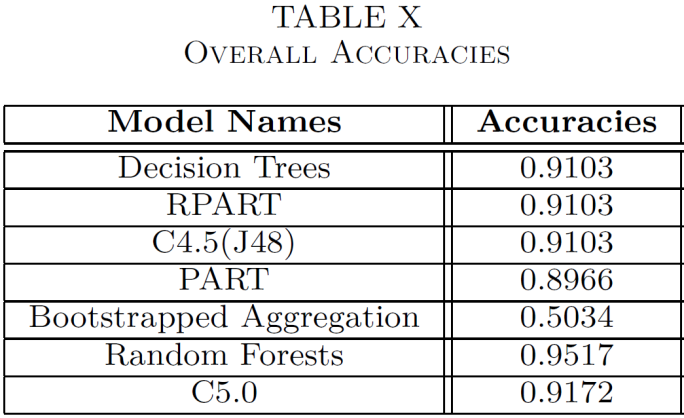 TABLE X
OVERALL ACCURACIES
Model Names Accuracies
Decision Trees 0.9103
RPART 0.9103
C4.5(J48) 0.9103
PART 0.8966
Bootstrapped Aggregation 0.5034
Random Forests 0.9517
C5.0 0.9172